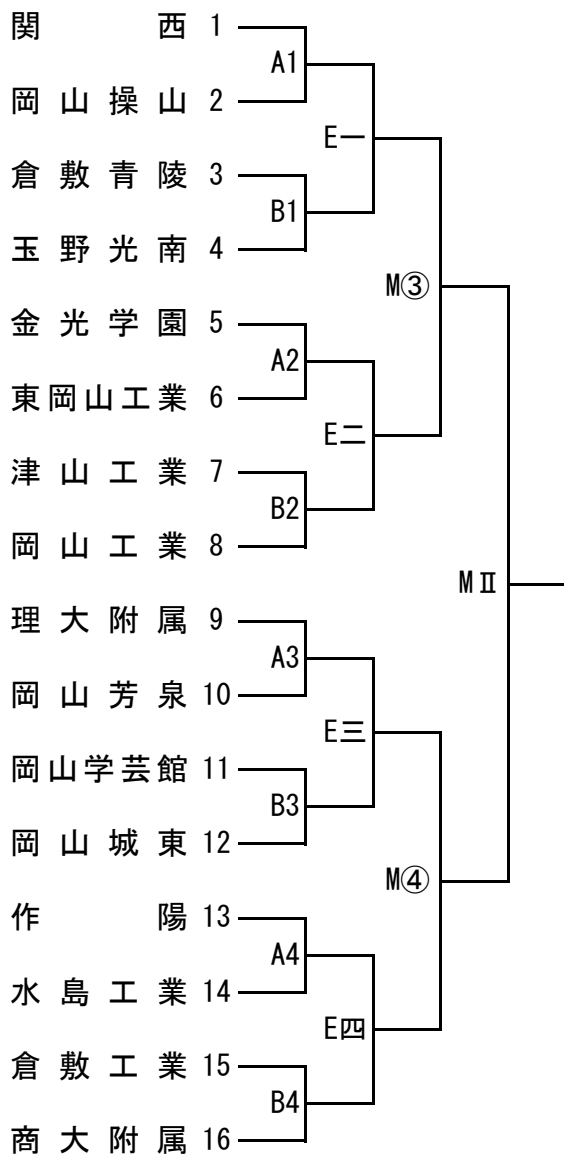 関西 1
A1
岡山操山 2
E一
倉敷青陵 3
B1
玉野光南 4
M③
金光学園 5
A2
東岡山工業 6
E二
津山工業 7
B2
岡山工業 8
MⅡ
理大附属 9
A3
岡山芳泉 10
E三
岡山学芸館 11
B3
岡山城東 12
M④
作陽 13
A4
水島工業 14
E四
倉敷工業 15
B4
商大附属 16